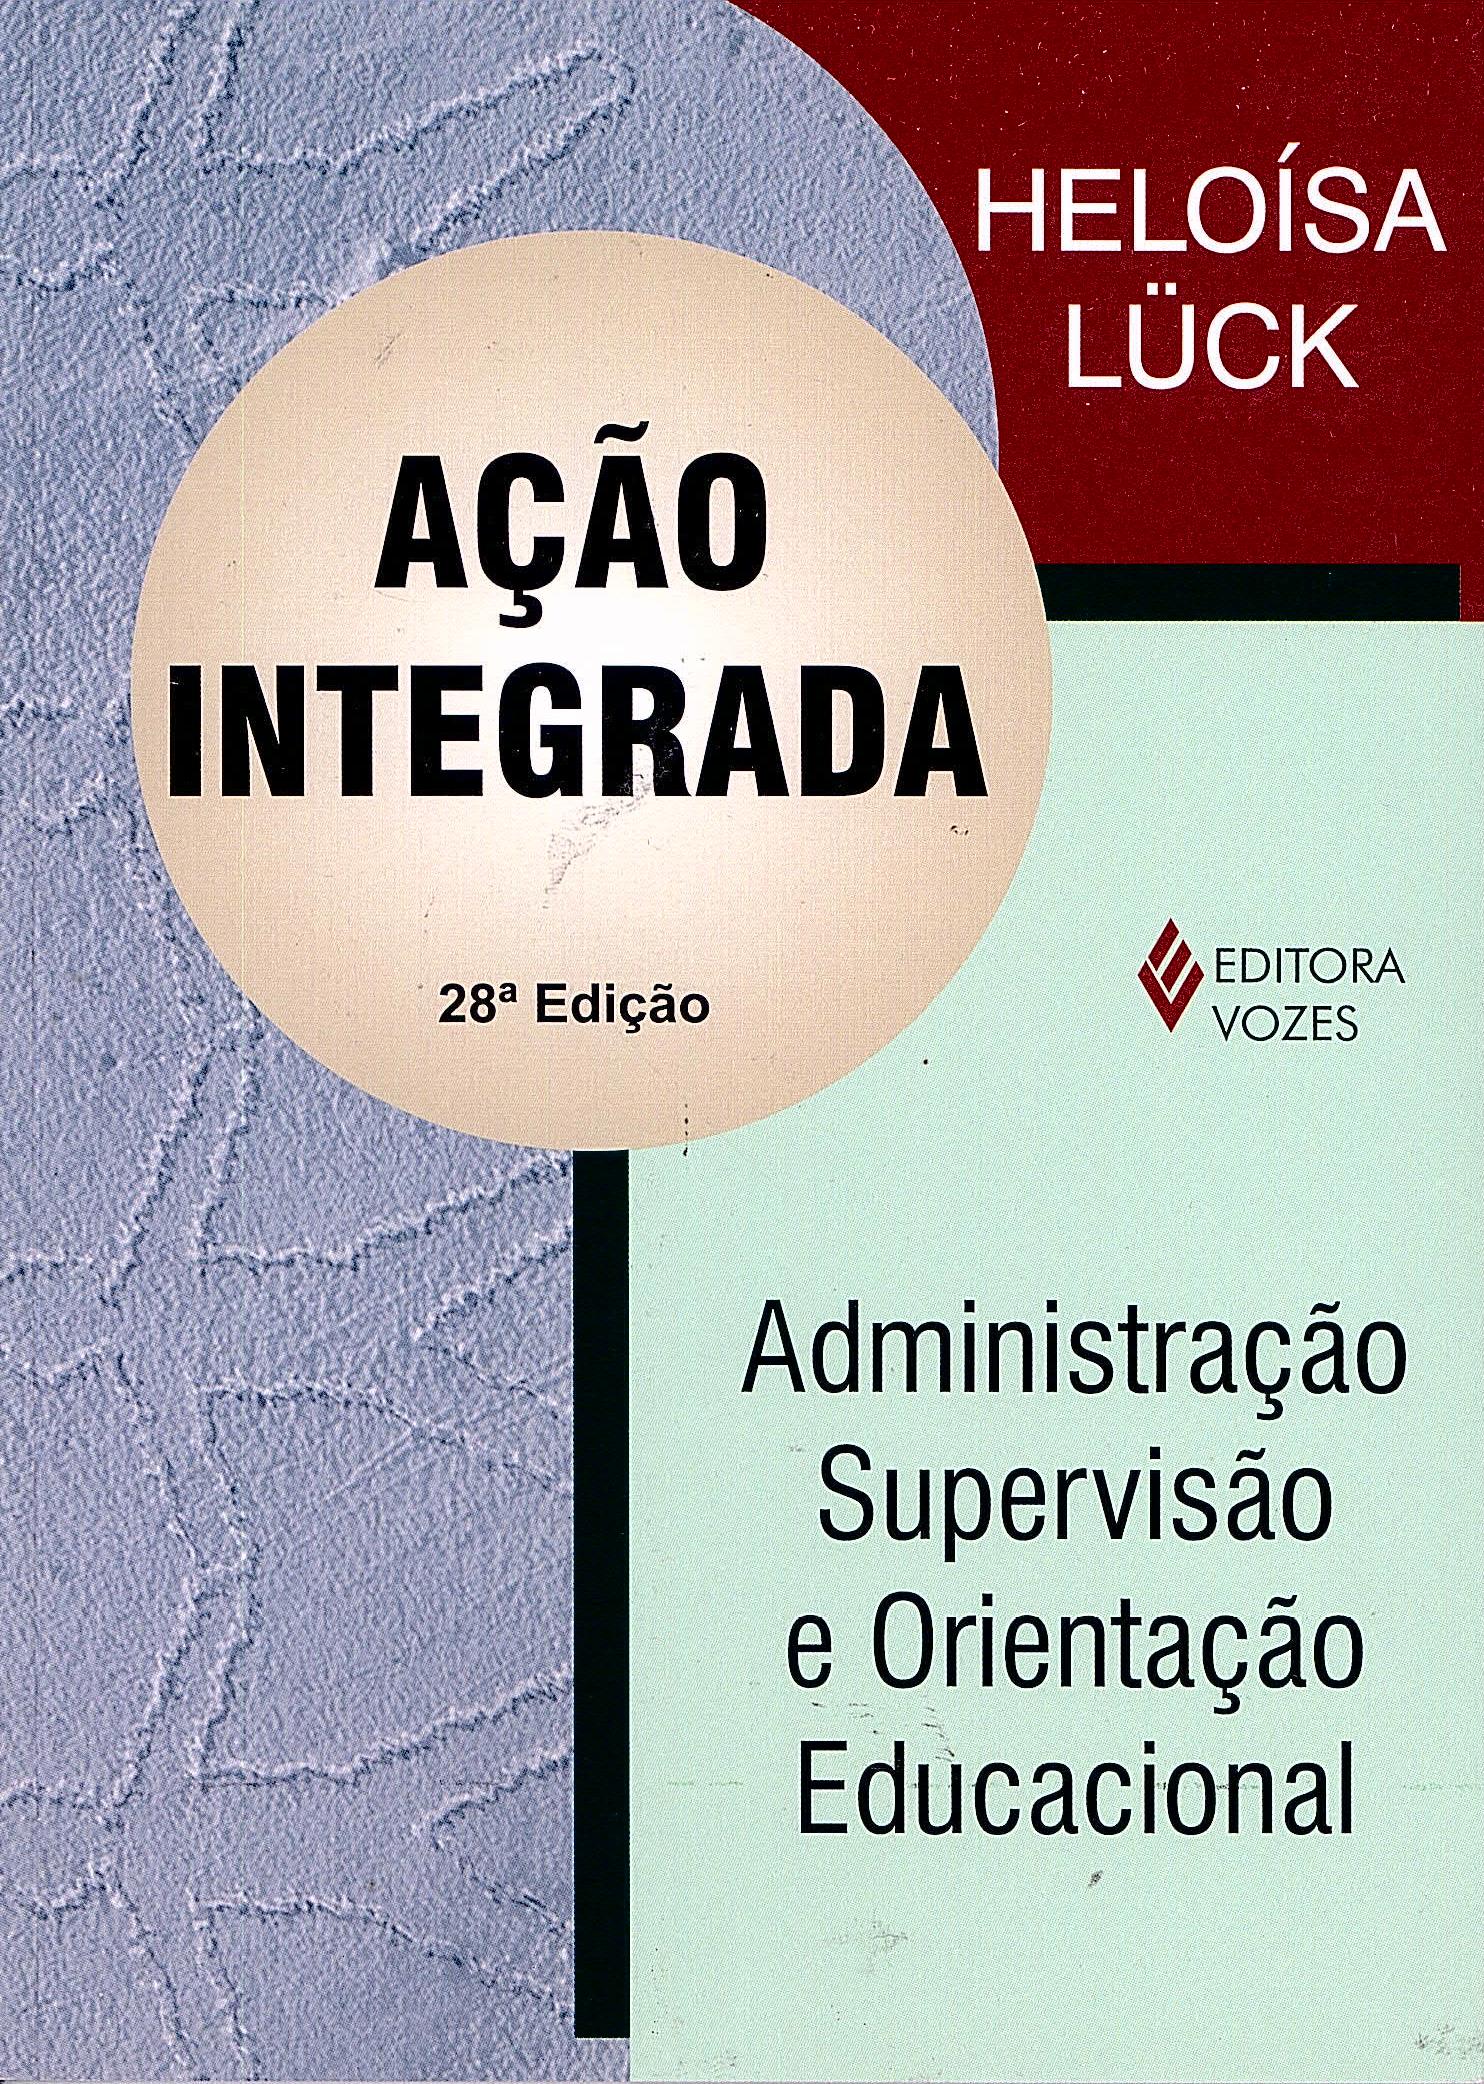 HELOÍSA
LÜCK
AÇÃO
INTEGRADA
28ª Edição
EDITORA
VOZES
Administração
Supervisão
e Orientação
Educacional